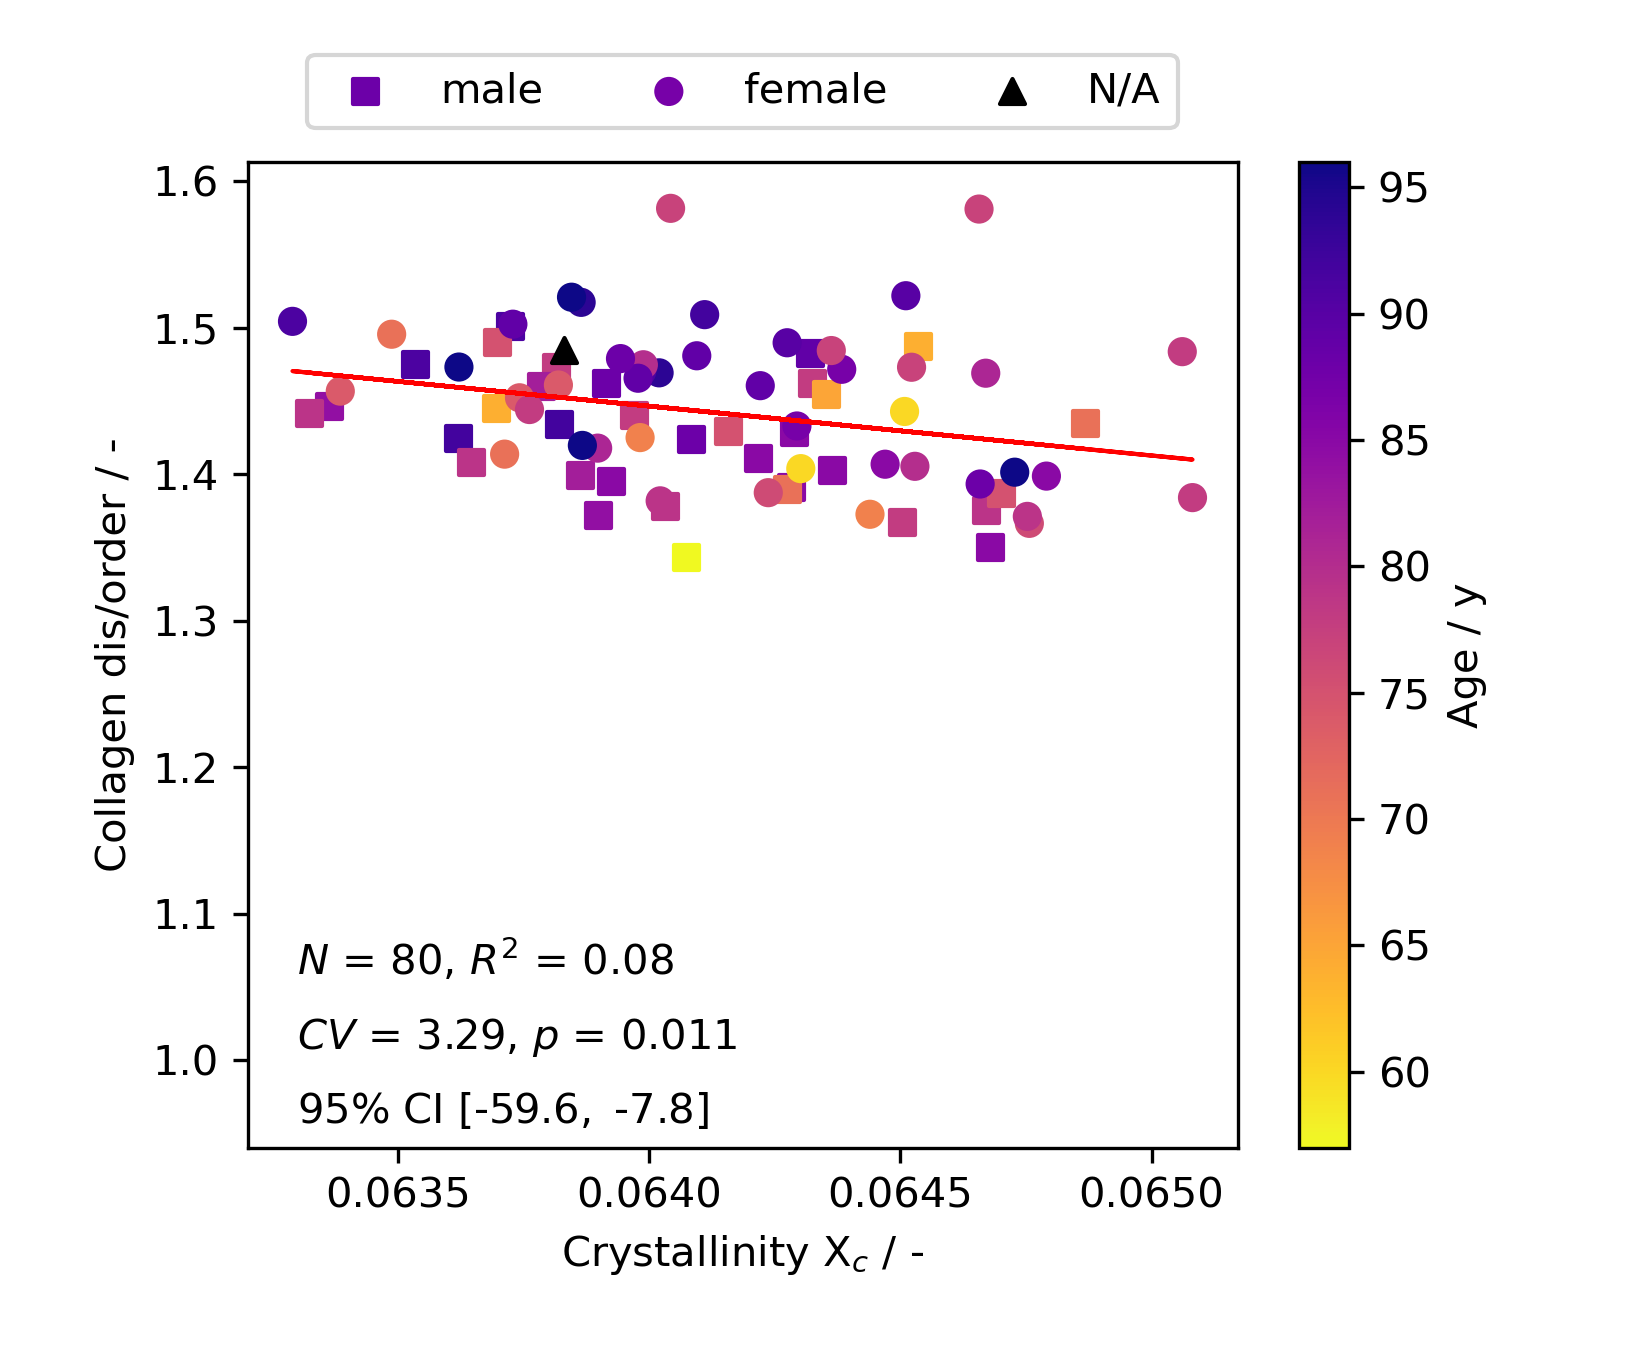 male female N/A
1.6
1.5
1.4
1.3
1.2
1.1
1.0
Collagen dis/order / -
N = 80, R² = 0.08
CV = 3.29, p = 0.011
95% CI [-59.6, -7.8]
0.0635 0.0640 0.0645 0.0650
Crystallinity X_c / -
95
90
85
80
75
70
65
60
Age / y